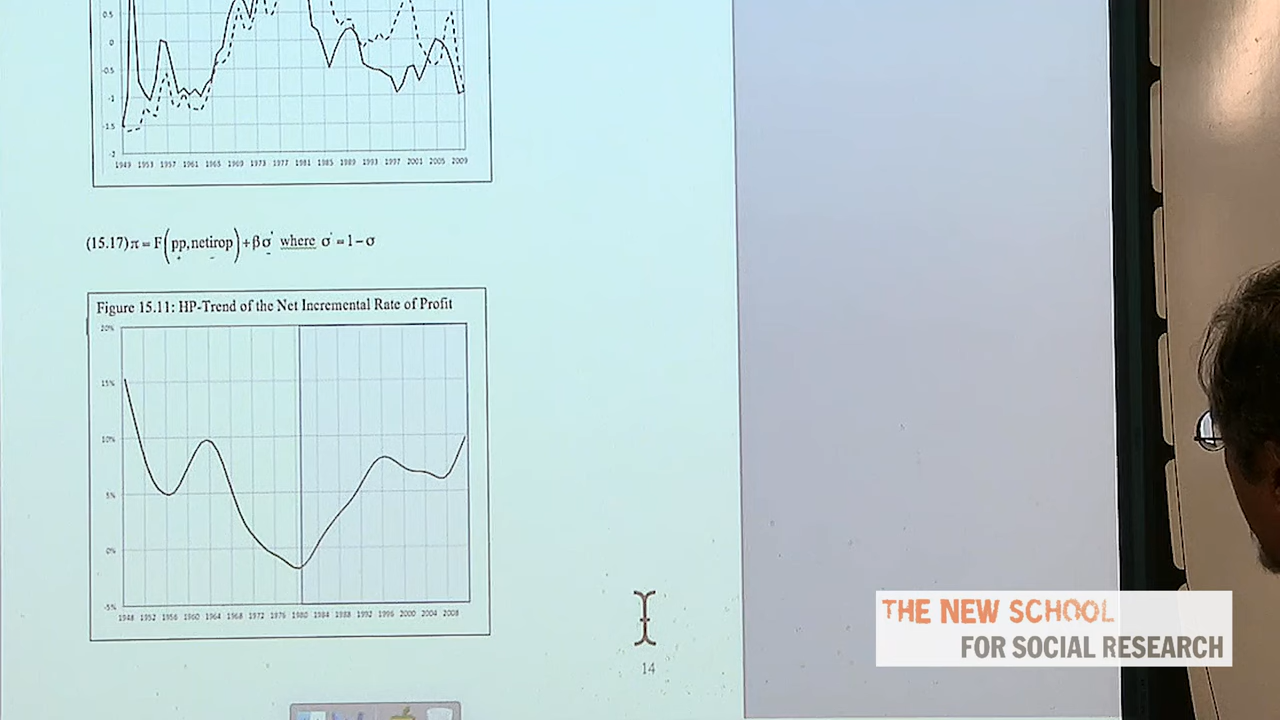 0.5
0
-0.5
-1
-1.5
-2
1949 1953 1957 1961 1965 1969 1973 1977 1981 1985 1989 1993 1997 2001 2005 2009
(15.17) π = F(pp, netirop) + βσ' where σ' = 1 - σ
+ - -
Figure 15.11: HP-Trend of the Net Incremental Rate of Profit
20%
15%
10%
5%
0%
-5%
1948 1952 1956 1960 1964 1968 1972 1976 1980 1984 1988 1992 1996 2000 2004 2008
14
THE NEW SCHOOL
FOR SOCIAL RESEARCH